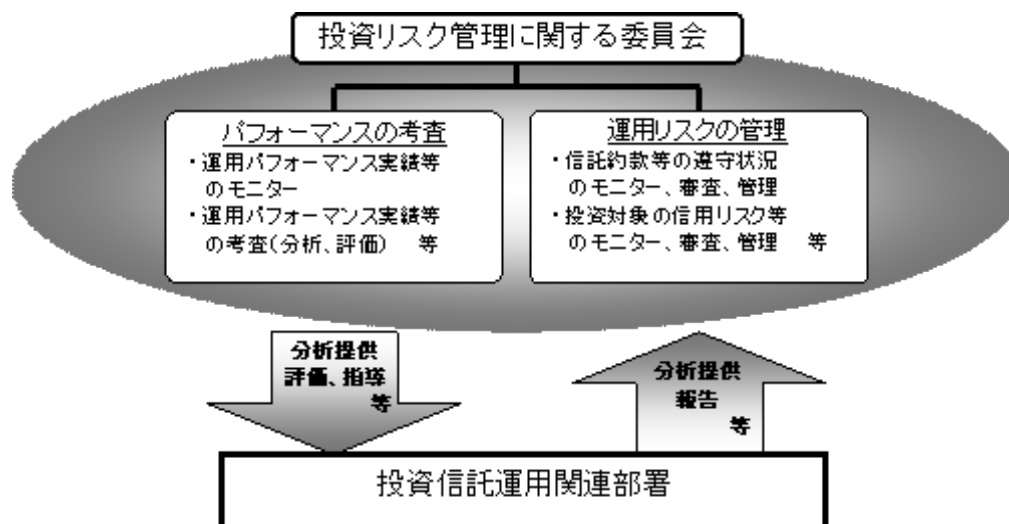 投資リスク管理に関する委員会
パフォーマンスの考査
・運用パフォーマンス実績等
のモニター
・運用パフォーマンス実績等
の考査(分析、評価) 等
運用リスクの管理
・信託約款等の遵守状況
のモニター、審査、管理
・投資対象の信用リスク等
のモニター、審査、管理 等
分析提供
評価、指導
等
分析提供
報告
等
投資信託運用関連部署